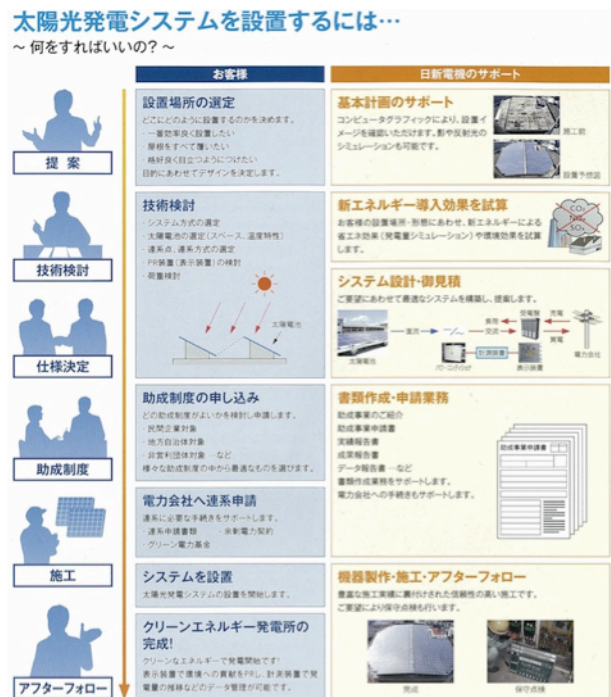 太陽光発電システムを設置するには…
～ 何をすればいいの? ～
お客様
日新電機のサポート
提 案
設置場所の選定
どこにどのように設置するのかを決めます。
・一番効率良く設置したい
・屋根をすべて覆いたい
・格好良く目立つようにつけたい
目的にあわせてデザインを決定します。
基本計画のサポート
コンピュータグラフィックにより、設置イ
メージを確認いただけます。影や反射光の
シミュレーションも可能です。
施工前
設置予想図
技術検討
技術検討
・システム方式の選定
・太陽電池の選定(スペース、温度特性)
・連系点、連系方式の選定
・PR装置(表示装置)の検討
・荷重検討
太陽電池
新エネルギー導入効果を試算
お客様の設置場所・形態にあわせ、新エネルギーによる
省エネ効果(発電量シミュレーション)や環境効果を試算
します。
CO₂
SOₓ
システム設計・御見積
ご要望にあわせて最適なシステムを構築し、提案します。
太陽電池
直流
交流
受電盤
売電
買電
電力会社
パワーコンディショナ
計測装置
表示装置
仕様決定
助成制度
助成制度の申し込み
どの助成制度がよいかを検討し申請します。
・民間企業対象
・地方自治体対象
・非営利団体対象 …など
様々な助成制度の中から最適なものを選びます。
書類作成・申請業務
助成事業のご紹介
助成事業申請書
実績報告書
成果報告書
データ報告書 …など
書類作成業務をサポートします。
電力会社への手続きもサポートします。
助成事業申請書
電力会社へ連系申請
連系に必要な手続きをサポートします。
・連系申請書類 ・余剰電力契約
・グリーン電力基金
施工
システムを設置
太陽光発電システムの設置を開始します。
機器製作・施工・アフターフォロー
豊富な施工実績に裏付けされた信頼性の高い施工です。
ご要望により保守点検も行います。
完成
保守点検
アフターフォロー
クリーンエネルギー発電所の
完成!
クリーンなエネルギーで発電開始です!
表示装置で環境への貢献をPRし、計測装置で発
電量の推移などのデータ管理が可能です。